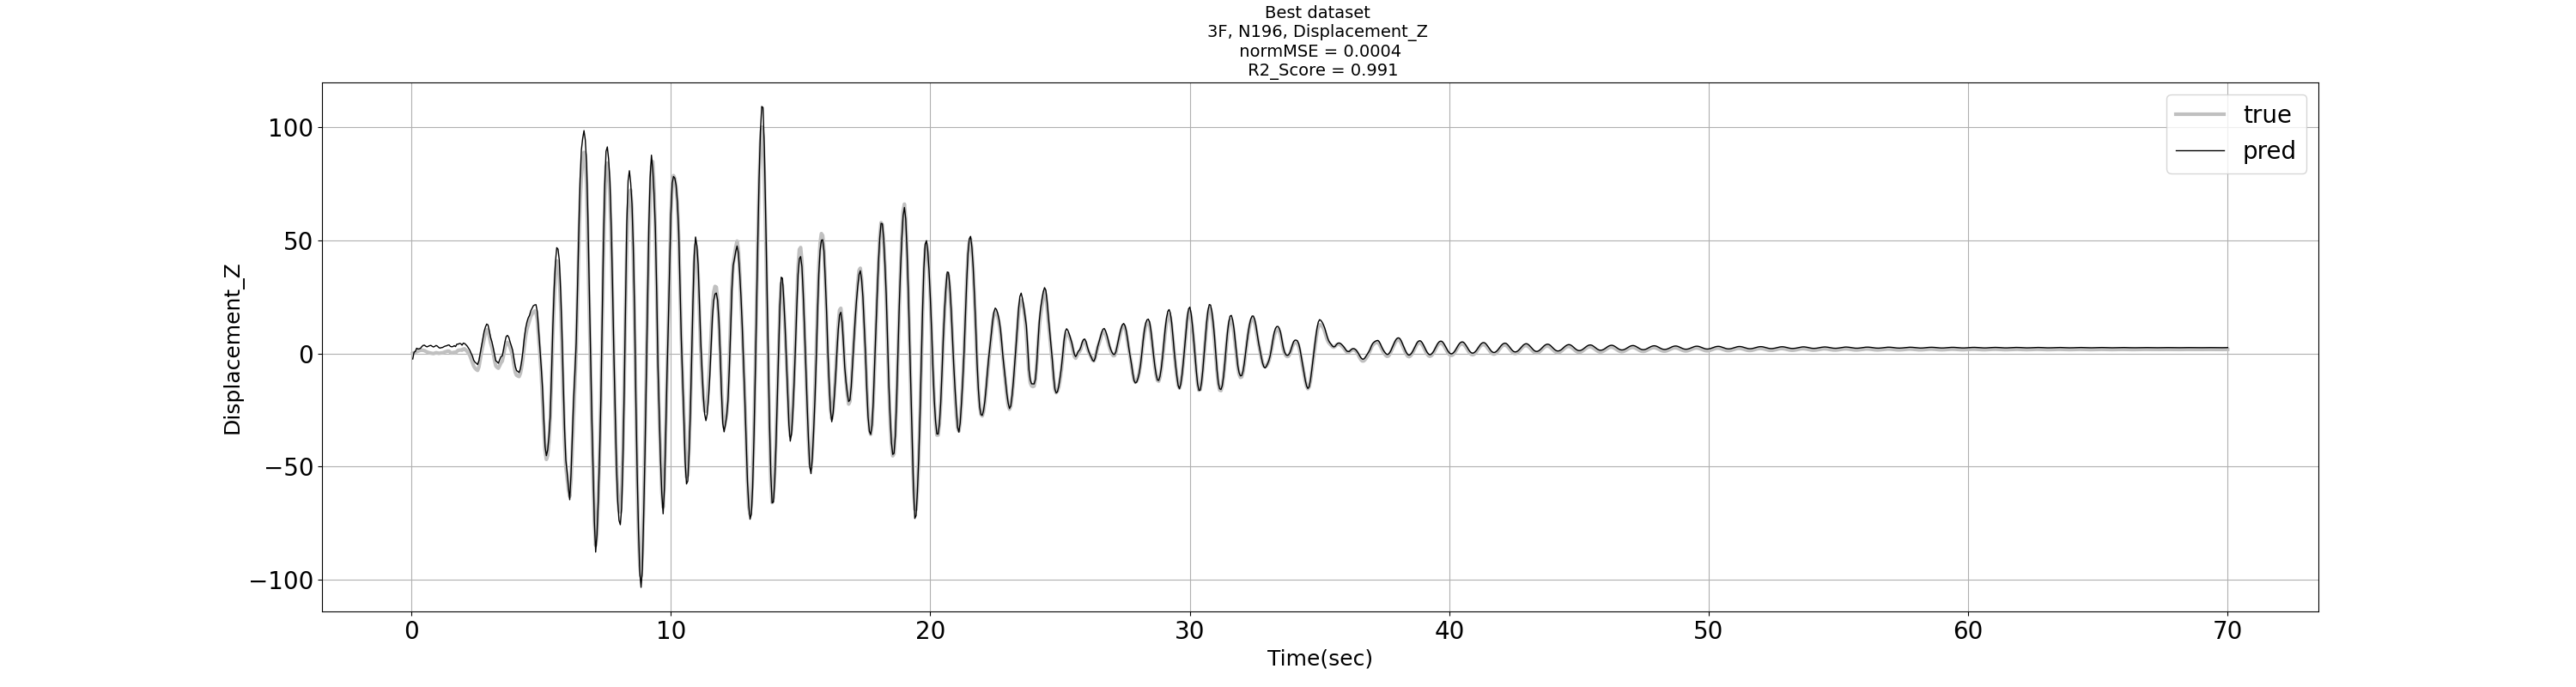 Best dataset
3F, N196, Displacement_Z
normMSE = 0.0004
R2_Score = 0.991
true
pred
Displacement_Z
100
50
0
−50
−100
0 10 20 30 40 50 60 70
Time(sec)